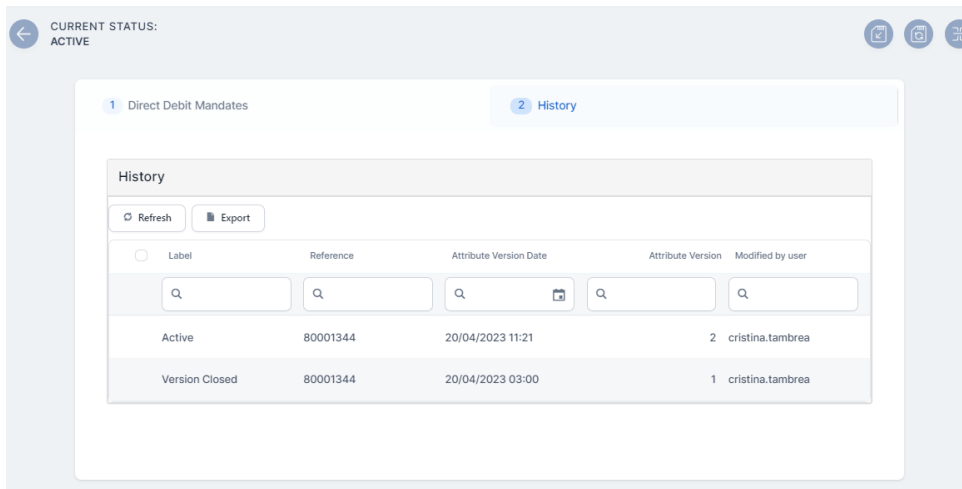 CURRENT STATUS:
ACTIVE
1 Direct Debit Mandates 2 History
History
Refresh Export
Label Reference Attribute Version Date Attribute Version Modified by user
Active 80001344 20/04/2023 11:21 2 cristina.tambrea
Version Closed 80001344 20/04/2023 03:00 1 cristina.tambrea